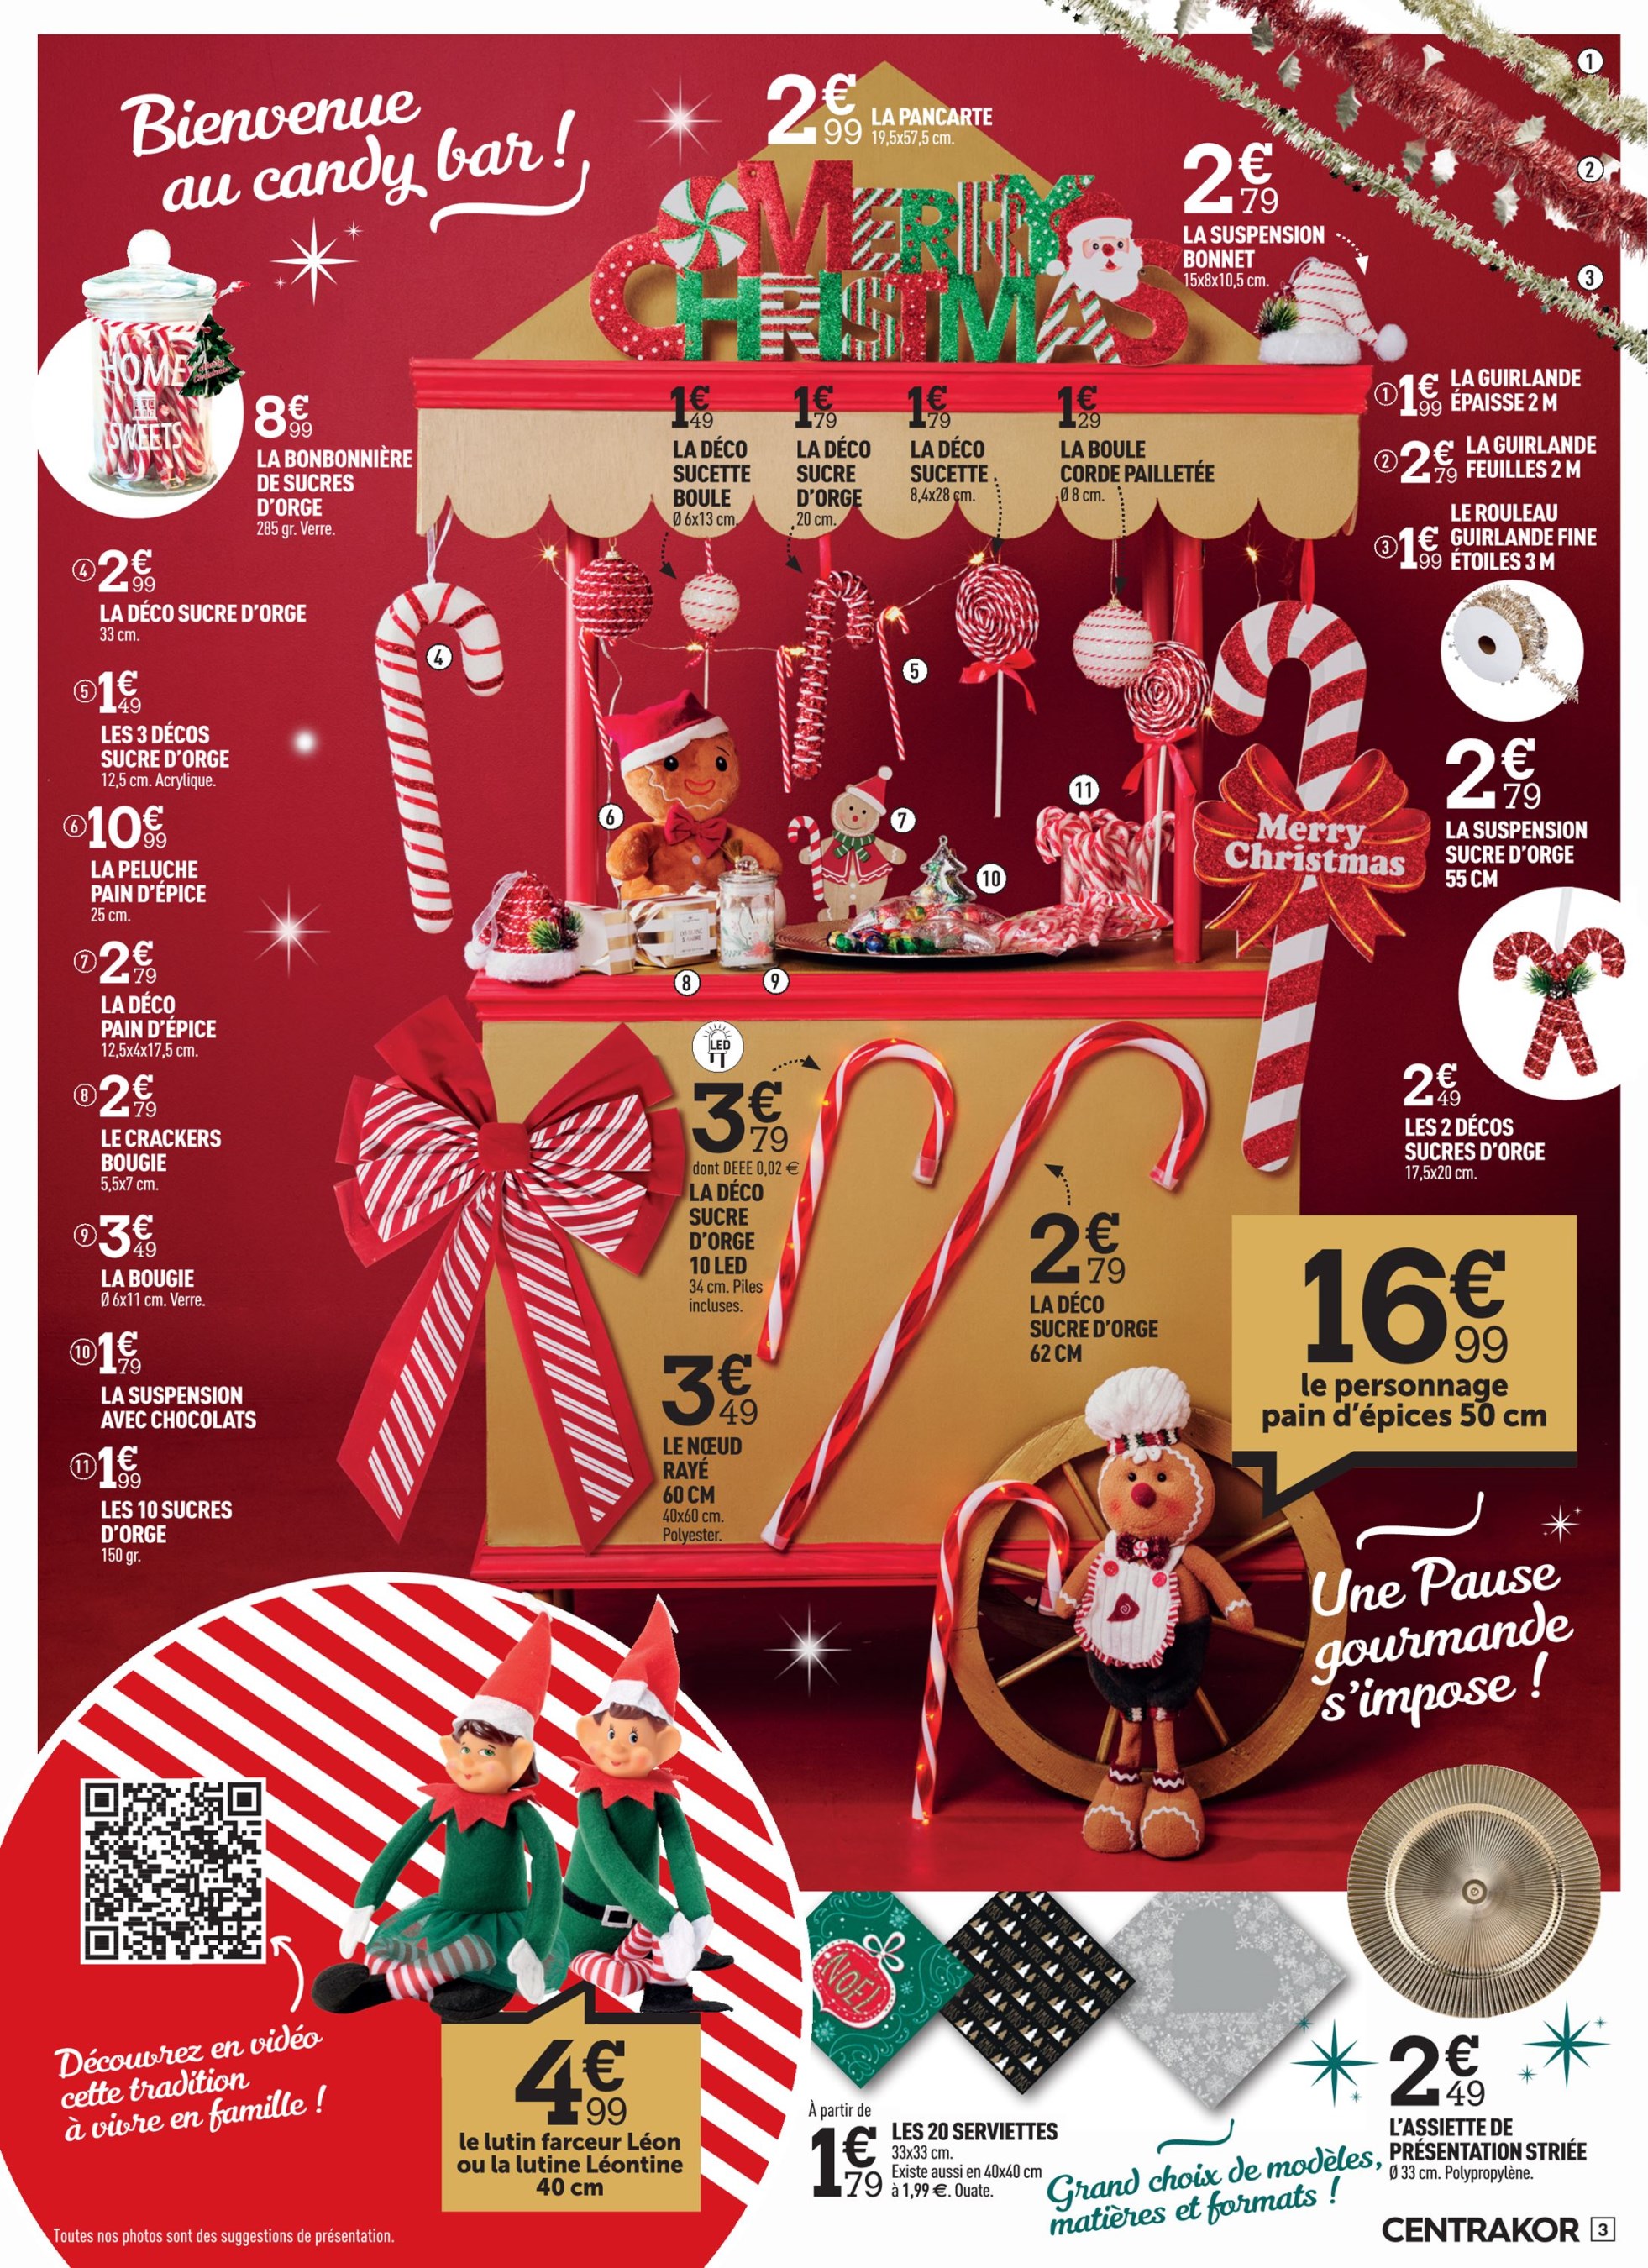 Bienvenue
au candy bar !
2€99
LA PANCARTE
19,5x57,5 cm.
MERRY
CHRISTMAS
2€79
LA SUSPENSION
BONNET
15x8x10,5 cm.
1
2
3
HOME
SWEETS
8€99
LA BONBONNIÈRE
DE SUCRES
D'ORGE
285 gr. Verre.
1€49
LA DÉCO
SUCETTE
BOULE
Ø 6x13 cm.
1€79
LA DÉCO
SUCRE
D'ORGE
20 cm.
1€79
LA DÉCO
SUCETTE
8,4x28 cm.
1€29
LA BOULE
CORDE PAILLETÉE
Ø 8 cm.
1 1€99 LA GUIRLANDE
ÉPAISSE 2 M
2 2€79 LA GUIRLANDE
FEUILLES 2 M
3 1€99 LE ROULEAU
GUIRLANDE FINE
ÉTOILES 3 M
4 2€99
LA DÉCO SUCRE D'ORGE
33 cm.
5 1€49
LES 3 DÉCOS
SUCRE D'ORGE
12,5 cm. Acrylique.
6 10€99
LA PELUCHE
PAIN D'ÉPICE
25 cm.
7 2€79
LA DÉCO
PAIN D'ÉPICE
12,5x4x17,5 cm.
8 2€79
LE CRACKERS
BOUGIE
5,5x7 cm.
9 3€49
LA BOUGIE
Ø 6x11 cm. Verre.
10 1€79
LA SUSPENSION
AVEC CHOCOLATS
11 1€99
LES 10 SUCRES
D'ORGE
150 gr.
4
5
6
7
11
10
8
9
Merry
Christmas
2€79
LA SUSPENSION
SUCRE D'ORGE
55 CM
2€49
LES 2 DÉCOS
SUCRES D'ORGE
17,5x20 cm.
LED
3€79
dont DEEE 0,02 €
LA DÉCO
SUCRE
D'ORGE
10 LED
34 cm. Piles
incluses.
2€79
LA DÉCO
SUCRE D'ORGE
62 CM
3€49
LE NŒUD
RAYÉ
60 CM
40x60 cm.
Polyester.
16€99
le personnage
pain d'épices 50 cm
Une Pause
gourmande
s'impose !
Découvrez en vidéo
cette tradition
à vivre en famille !
4€99
le lutin farceur Léon
ou la lutine Léontine
40 cm
NOËL
À partir de
1€79
LES 20 SERVIETTES
33x33 cm.
Existe aussi en 40x40 cm
à 1,99 €. Ouate.
Grand choix de modèles,
matières et formats !
2€49
L'ASSIETTE DE
PRÉSENTATION STRIÉE
Ø 33 cm. Polypropylène.
Toutes nos photos sont des suggestions de présentation.
CENTRAKOR 3